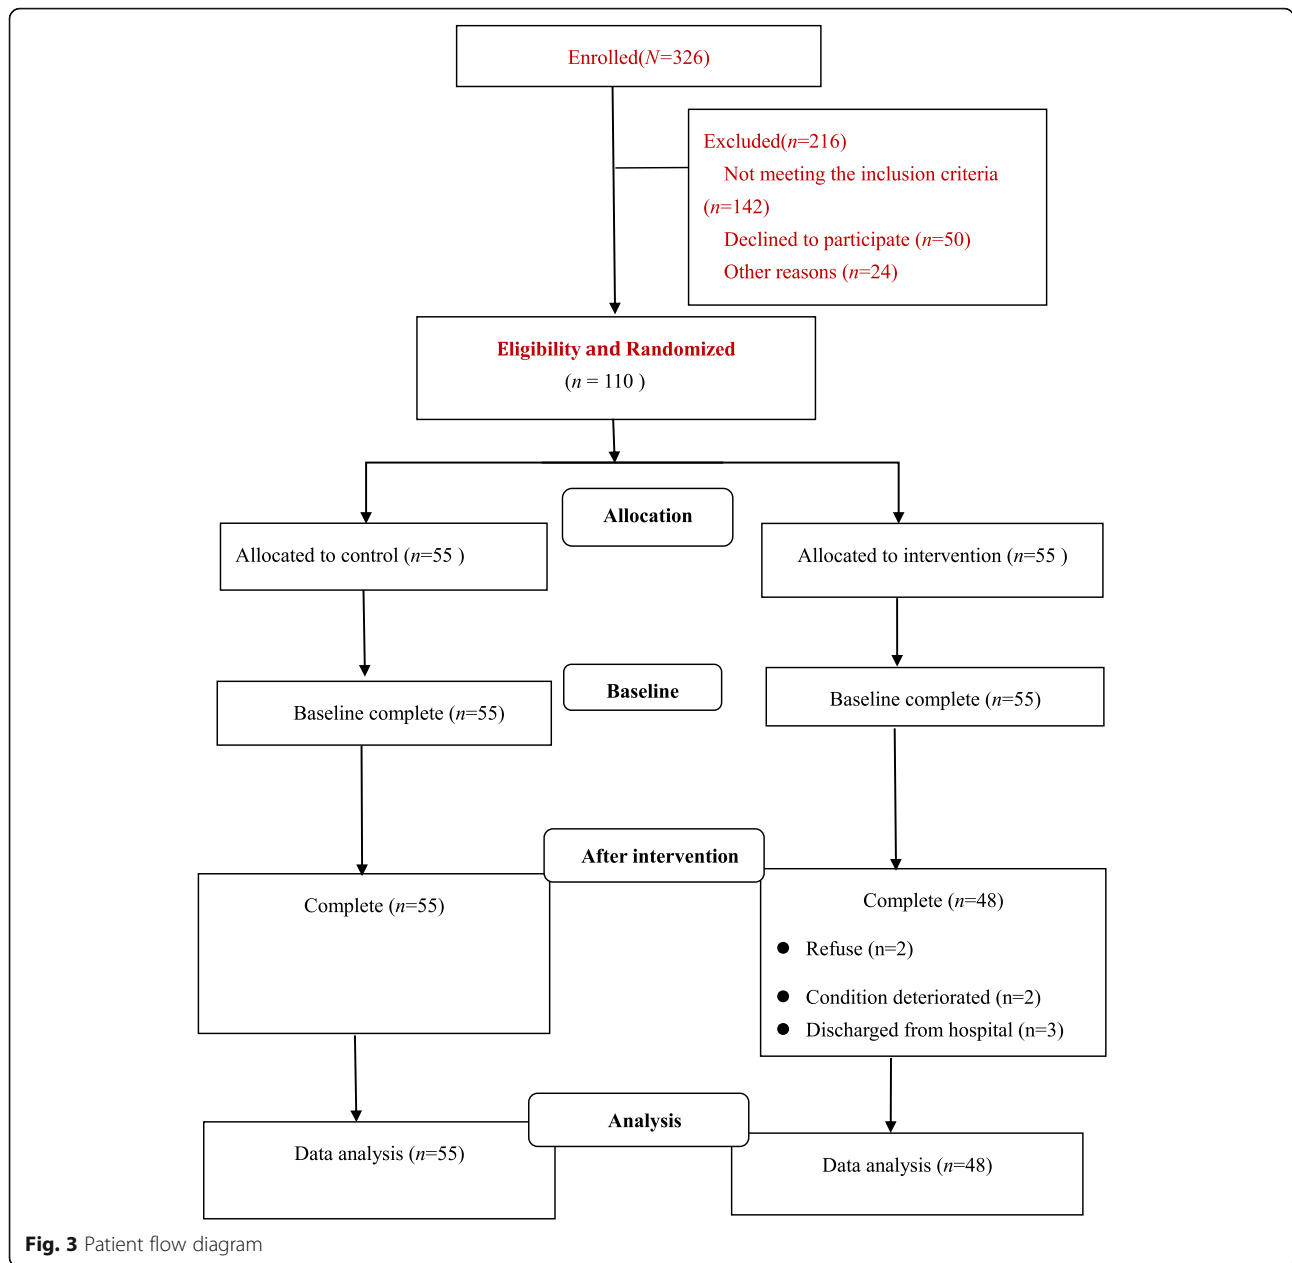 Enrolled(N=326)
Excluded(n=216)
Not meeting the inclusion criteria
(n=142)
Declined to participate (n=50)
Other reasons (n=24)
Eligibility and Randomized
(n = 110 )
Allocation
Allocated to control (n=55 )
Allocated to intervention (n=55 )
Baseline
Baseline complete (n=55)
Baseline complete (n=55)
After intervention
Complete (n=55)
Complete (n=48)
● Refuse (n=2)
● Condition deteriorated (n=2)
● Discharged from hospital (n=3)
Analysis
Data analysis (n=55)
Data analysis (n=48)
Fig. 3 Patient flow diagram